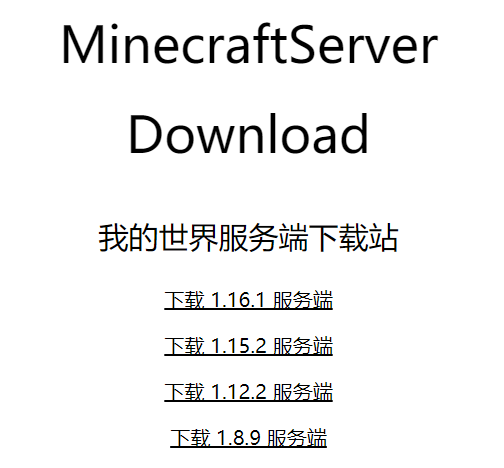 MinecraftServer
Download
我的世界服务端下载站
下载 1.16.1 服务端
下载 1.15.2 服务端
下载 1.12.2 服务端
下载 1.8.9 服务端